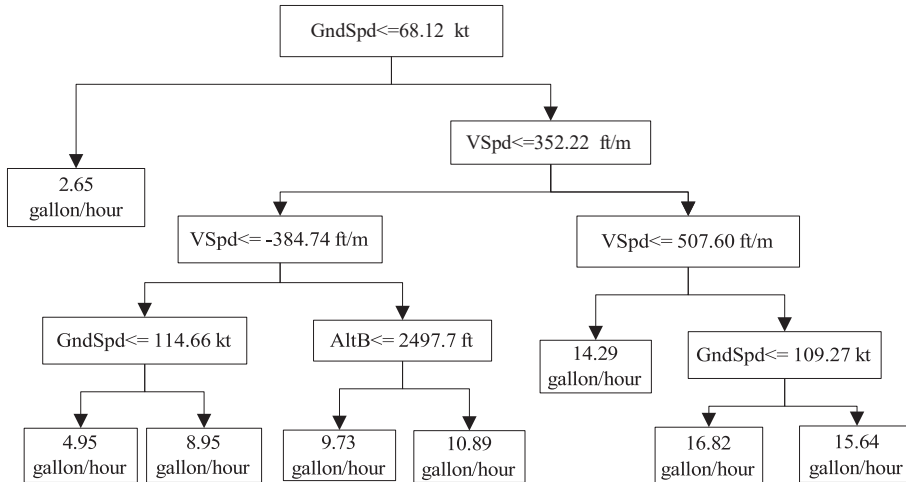 GndSpd<=68.12 kt
VSpd<=352.22 ft/m
2.65
gallon/hour
VSpd<= -384.74 ft/m
VSpd<= 507.60 ft/m
GndSpd<= 114.66 kt
AltB<= 2497.7 ft
14.29
gallon/hour
GndSpd<= 109.27 kt
4.95
gallon/hour
8.95
gallon/hour
9.73
gallon/hour
10.89
gallon/hour
16.82
gallon/hour
15.64
gallon/hour